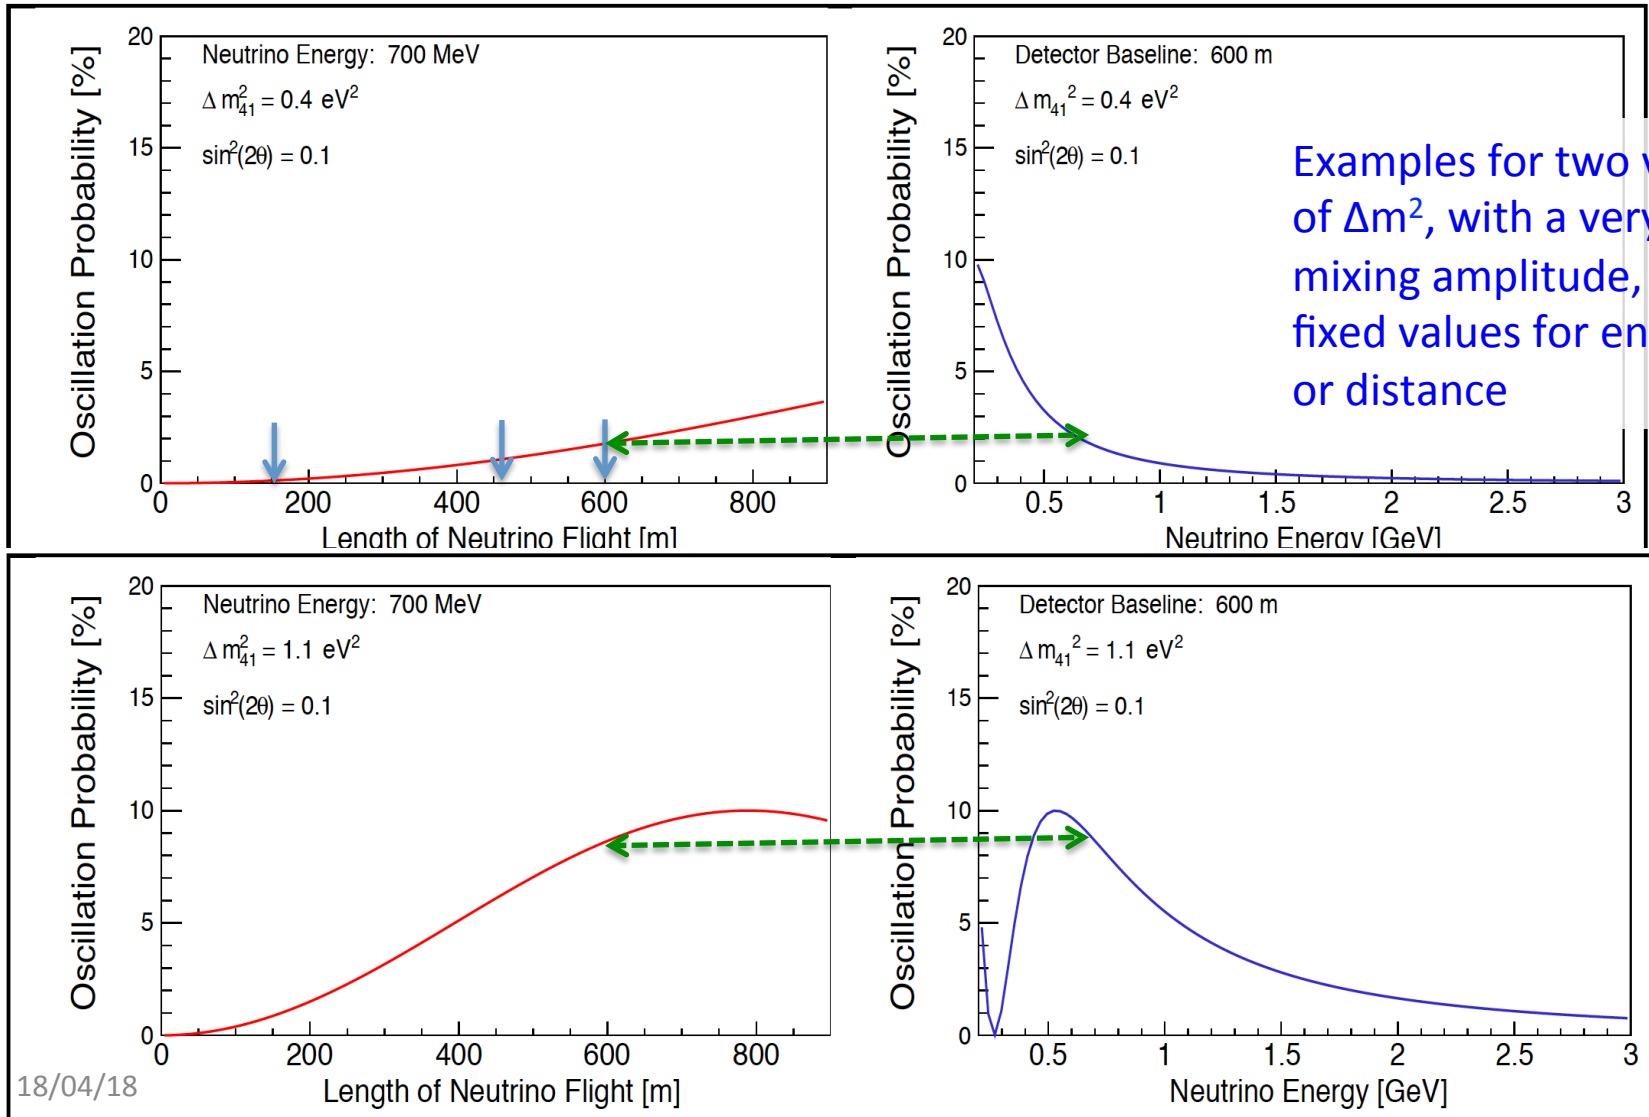 20
15
10
5
0
Oscillation Probability [%]
Neutrino Energy: 700 MeV
Δ m²₄₁ = 0.4 eV²
sin²(2θ) = 0.1
0 200 400 600 800
Length of Neutrino Flight [m]
20
15
10
5
0
Oscillation Probability [%]
Detector Baseline: 600 m
Δ m₄₁² = 0.4 eV²
sin²(2θ) = 0.1
0.5 1 1.5 2 2.5 3
Neutrino Energy [GeV]
Examples for two
of Δm², with a very
mixing amplitude,
fixed values for
or distance
20
15
10
5
0
Oscillation Probability [%]
Neutrino Energy: 700 MeV
Δ m²₄₁ = 1.1 eV²
sin²(2θ) = 0.1
0 200 400 600 800
Length of Neutrino Flight [m]
20
15
10
5
0
Oscillation Probability [%]
Detector Baseline: 600 m
Δ m₄₁² = 1.1 eV²
sin²(2θ) = 0.1
0.5 1 1.5 2 2.5 3
Neutrino Energy [GeV]
18/04/18